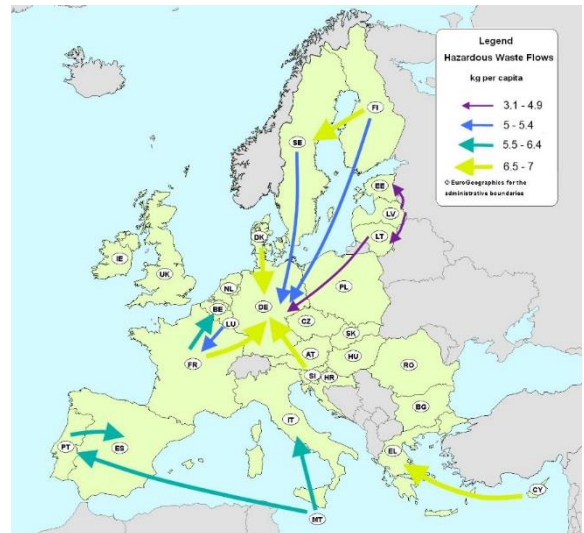 Legend
Hazardous Waste Flows
kg per capita
3.1 - 4.9
5 - 5.4
5.5 - 6.4
6.5 - 7
© EuroGeographics for the
administrative boundaries
FI
SE
EE
LV
LT
DK
IE
UK
NL
BE
LU
DE
PL
CZ
SK
FR
AT
HU
SI
HR
RO
BG
IT
PT
ES
EL
CY
MT